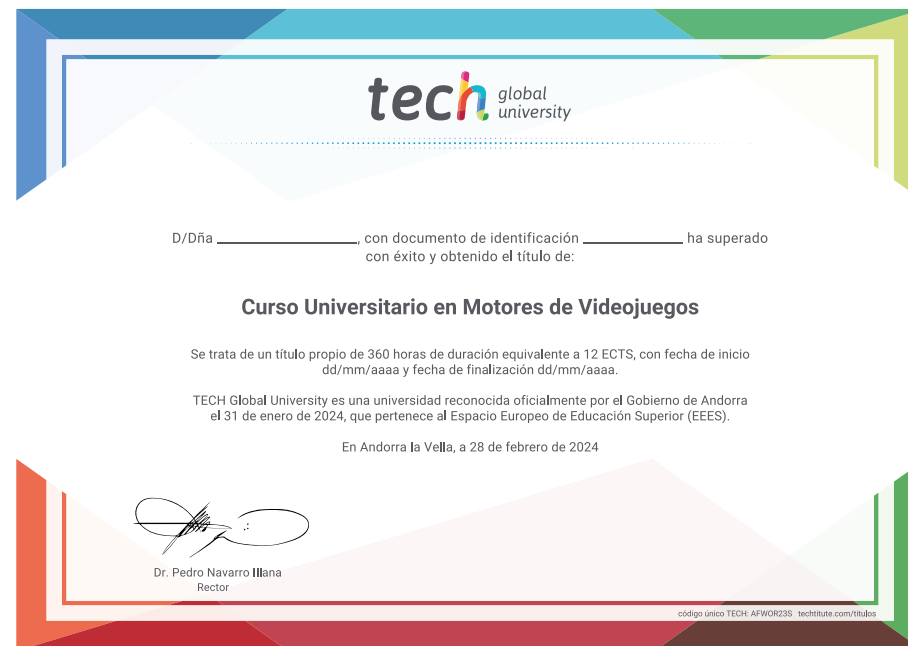 tech global university
D/Dña ____________________, con documento de identificación ______________ ha superado
con éxito y obtenido el título de:
Curso Universitario en Motores de Videojuegos
Se trata de un título propio de 360 horas de duración equivalente a 12 ECTS, con fecha de inicio
dd/mm/aaaa y fecha de finalización dd/mm/aaaa.
TECH Global University es una universidad reconocida oficialmente por el Gobierno de Andorra
el 31 de enero de 2024, que pertenece al Espacio Europeo de Educación Superior (EEES).
En Andorra la Vella, a 28 de febrero de 2024
Dr. Pedro Navarro Illana
Rector
código único TECH: AFWOR23S techtitute.com/titulos